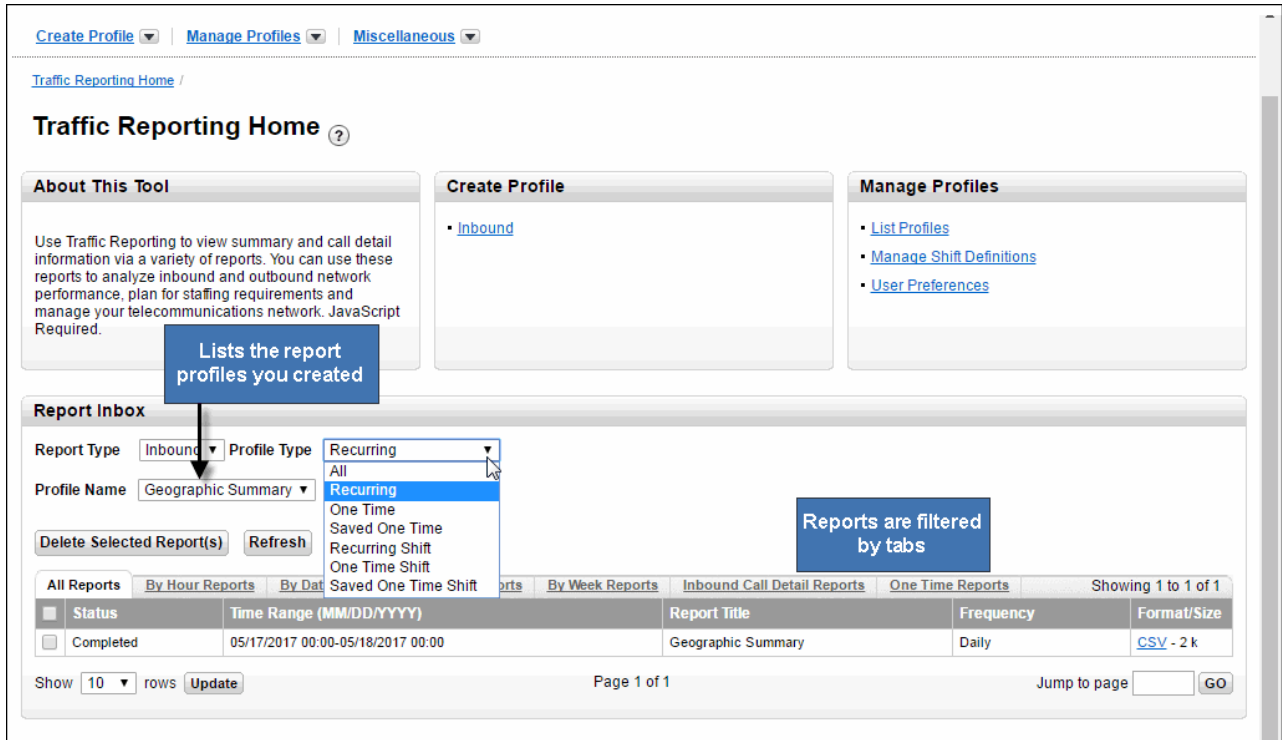 Create Profile | Manage Profiles | Miscellaneous
Traffic Reporting Home /
Traffic Reporting Home ?
About This Tool
Use Traffic Reporting to view summary and call detail
information via a variety of reports. You can use these
reports to analyze inbound and outbound network
performance, plan for staffing requirements and
manage your telecommunications network. JavaScript
Required.
Create Profile
Inbound
Manage Profiles
List Profiles
Manage Shift Definitions
User Preferences
Lists the report
profiles you created
Report Inbox
Report Type Inbound Profile Type Recurring
All
Recurring
One Time
Saved One Time
Recurring Shift
One Time Shift
Saved One Time Shift
Profile Name Geographic Summary
Reports are filtered
by tabs
Delete Selected Report(s) Refresh
All Reports By Hour Reports By Week Reports Inbound Call Detail Reports One Time Reports Showing 1 to 1 of 1
Status Time Range (MM/DD/YYYY) Report Title Frequency Format/Size
Completed 05/17/2017 00:00-05/18/2017 00:00 Geographic Summary Daily CSV - 2 k
Show 10 rows Update Page 1 of 1 Jump to page GO